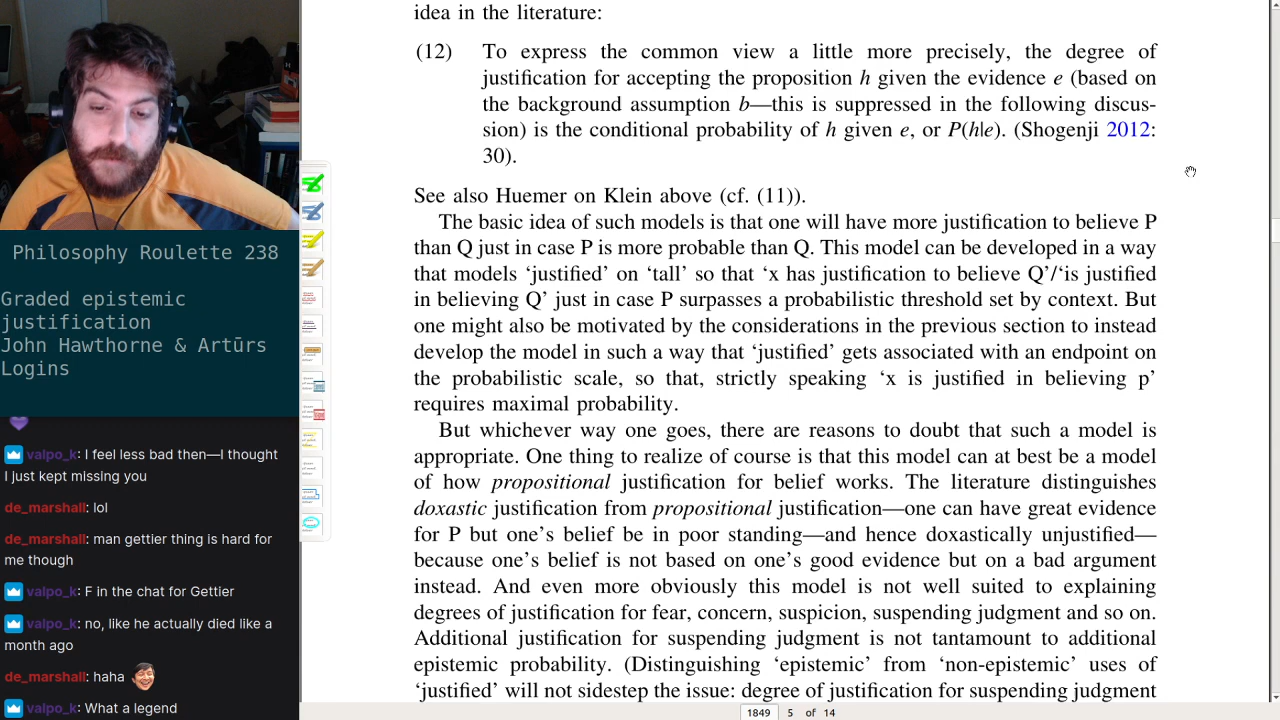 Philosophy Roulette 238
Graded epistemic
justification
John Hawthorne & Artūrs
Logins
valpo_k: I feel less bad then—I thought
I just kept missing you
de_marshall: lol
de_marshall: man gettier thing is hard for
me though
valpo_k: F in the chat for Gettier
valpo_k: no, like he actually died like a
month ago
de_marshall: haha
valpo_k: What a legend
idea in the literature:
(12) To express the common view a little more precisely, the degree of
justification for accepting the proposition h given the evidence e (based on
the background assumption b—this is suppressed in the following discus-
sion) is the conditional probability of h given e, or P(h|e). (Shogenji 2012:
30).
See also Huemer on Klein above (cf. (11)).
The basic idea of such models is that one will have more justification to believe P
than Q just in case P is more probable than Q. This model can be developed in a way
that models ‘justified’ on ‘tall’ so that ‘x has justification to believe Q’/‘is justified
in believing Q’ just in case P surpasses a probabilistic threshold set by context. But
one might also be motivated by the considerations in the previous section to instead
develop the model in such a way that ‘justified’ gets associated with an endpoint on
the probabilistic scale, so that, strictly speaking ‘x is justified in believing p’
requires maximal probability.
But whichever way one goes, there are reasons to doubt that such a model is
appropriate. One thing to realize of course is that this model can at best be a model
of how propositional justification for belief works. The literature distinguishes
doxastic justification from propositional justification—one can have great evidence
for P but one’s belief be in poor standing—and hence doxastically unjustified—
because one’s belief is not based on one’s good evidence but on a bad argument
instead. And even more obviously this model is not well suited to explaining
degrees of justification for fear, concern, suspicion, suspending judgment and so on.
Additional justification for suspending judgment is not tantamount to additional
epistemic probability. (Distinguishing ‘epistemic’ from ‘non-epistemic’ uses of
‘justified’ will not sidestep the issue: degree of justification for suspending judgment
1849 5 of 14